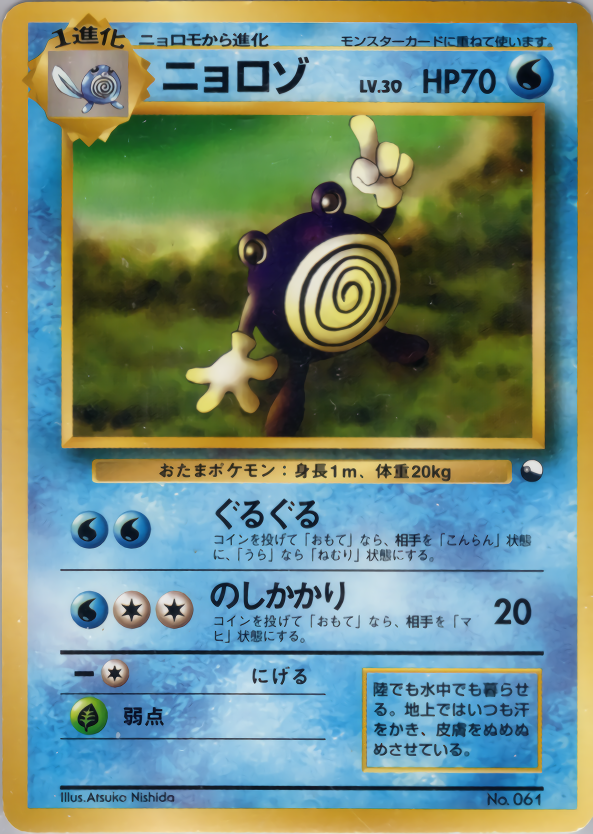 1進化
ニョロモから進化
モンスターカードに重ねて使います。
ニョロゾ LV.30 HP70
おたまポケモン：身長1m、体重20kg
ぐるぐる
コインを投げて「おもて」なら、相手を「こんらん」状態
に、「うら」なら「ねむり」状態にする。
のしかかり 20
コインを投げて「おもて」なら、相手を「マ
ヒ」状態にする。
ー にげる
弱点
陸でも水中でも暮らせ
る。地上ではいつも汗
をかき、皮膚をぬめぬ
めさせている。
Illus.Atsuko Nishida
No.061